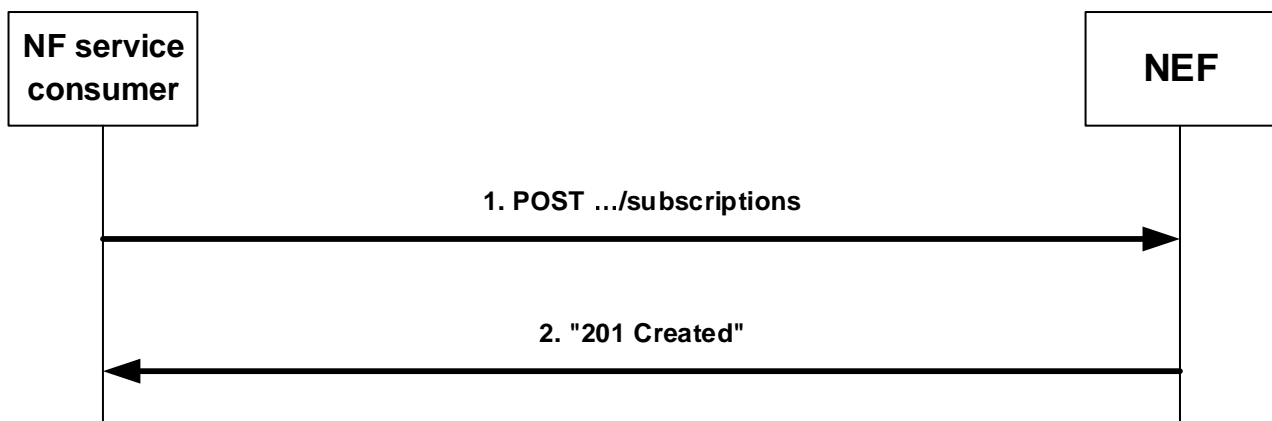 NF service
consumer
NEF
1. POST …/subscriptions
2. "201 Created"